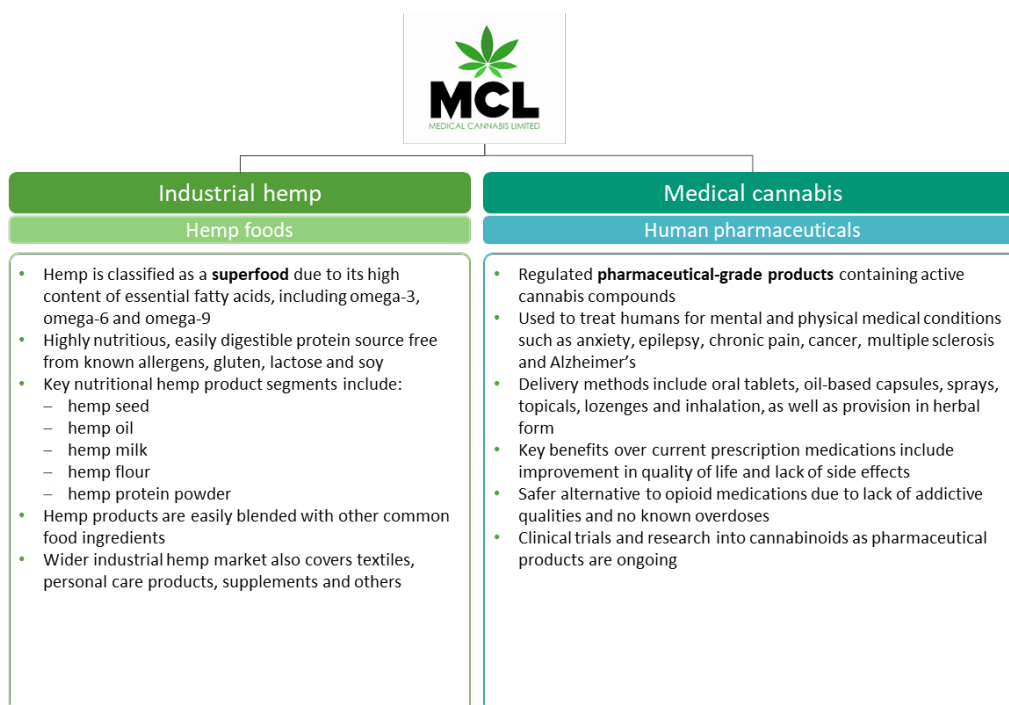 MCL
MEDICAL CANNABIS LIMITED
Industrial hemp
Hemp foods
• Hemp is classified as a superfood due to its high
content of essential fatty acids, including omega-3,
omega-6 and omega-9
• Highly nutritious, easily digestible protein source free
from known allergens, gluten, lactose and soy
• Key nutritional hemp product segments include:
– hemp seed
– hemp oil
– hemp milk
– hemp flour
– hemp protein powder
• Hemp products are easily blended with other common
food ingredients
• Wider industrial hemp market also covers textiles,
personal care products, supplements and others
Medical cannabis
Human pharmaceuticals
• Regulated pharmaceutical-grade products containing active
cannabis compounds
• Used to treat humans for mental and physical medical conditions
such as anxiety, epilepsy, chronic pain, cancer, multiple sclerosis
and Alzheimer’s
• Delivery methods include oral tablets, oil-based capsules, sprays,
topicals, lozenges and inhalation, as well as provision in herbal
form
• Key benefits over current prescription medications include
improvement in quality of life and lack of side effects
• Safer alternative to opioid medications due to lack of addictive
qualities and no known overdoses
• Clinical trials and research into cannabinoids as pharmaceutical
products are ongoing